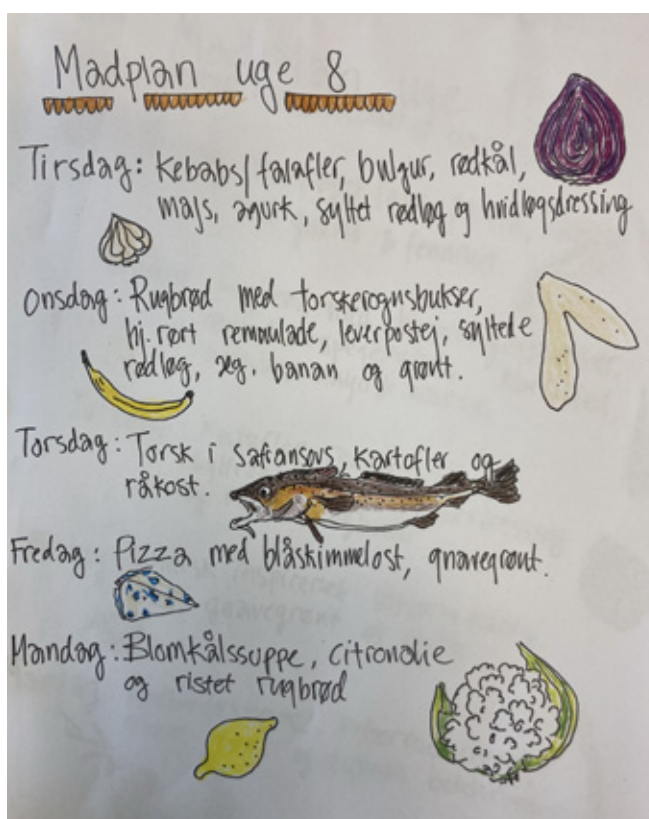 Madplan uge 8
Tirsdag: Kebabs/falafler, bulgur, rødkål,
majs, agurk, syltet rødløg og hvidløgsdressing
Onsdag: Rugbrød med torskerognsbukser,
hj. rørt remoulade, leverpostej, syltede
rødløg, æg, banan og grønt.
Torsdag: Torsk i Safransovs, Kartofler og
råkost.
Fredag: Pizza med blåskimmelost, gnavegrønt.
Mandag: Blomkålssuppe, citronolie
og ristet rugbrød